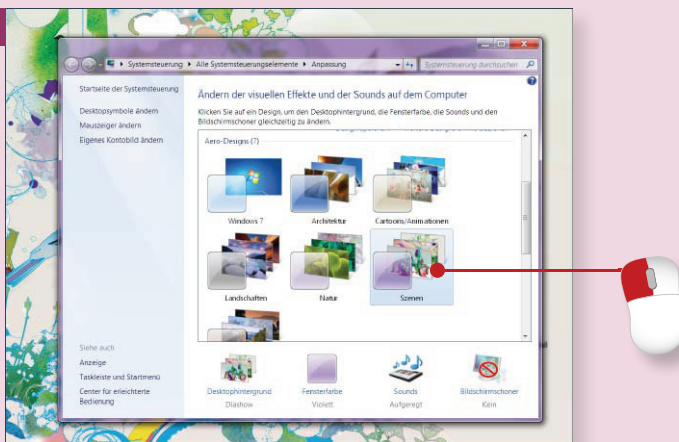 Systemsteuerung ▸ Alle Systemsteuerungselemente ▸ Anpassung
Systemsteuerung durchsuchen
Startseite der Systemsteuerung
Desktopsymbole ändern
Mauszeiger ändern
Eigenes Kontobild ändern
Ändern der visuellen Effekte und der Sounds auf dem Computer
Klicken Sie auf ein Design, um den Desktophintergrund, die Fensterfarbe, die Sounds und den
Bildschirmschoner gleichzeitig zu ändern.
Aero-Designs (7)
Windows 7
Architektur
Cartoons/Animationen
Landschaften
Natur
Szenen
Siehe auch
Anzeige
Taskleiste und Startmenü
Center für erleichterte
Bedienung
Desktophintergrund
Diashow
Fensterfarbe
Violett
Sounds
Aufgeregt
Bildschirmschoner
Kein